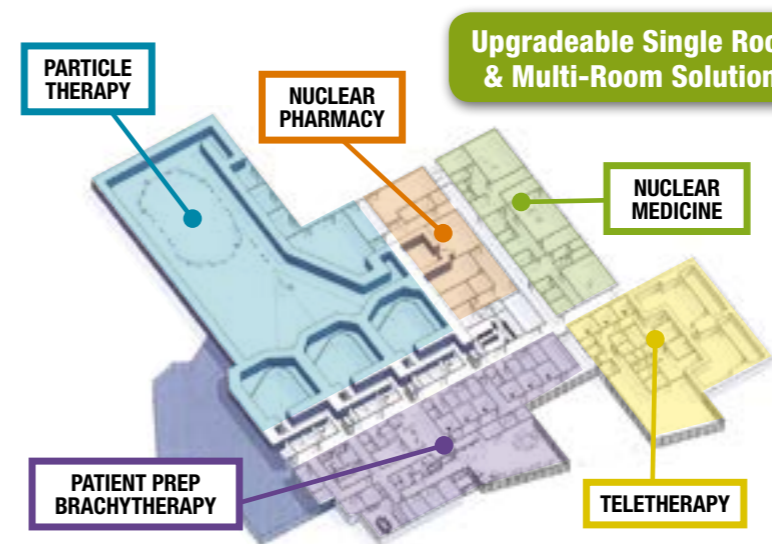 Upgradeable Single Roo
& Multi-Room Solution
PARTICLE
THERAPY
NUCLEAR
PHARMACY
NUCLEAR
MEDICINE
PATIENT PREP
BRACHYTHERAPY
TELETHERAPY